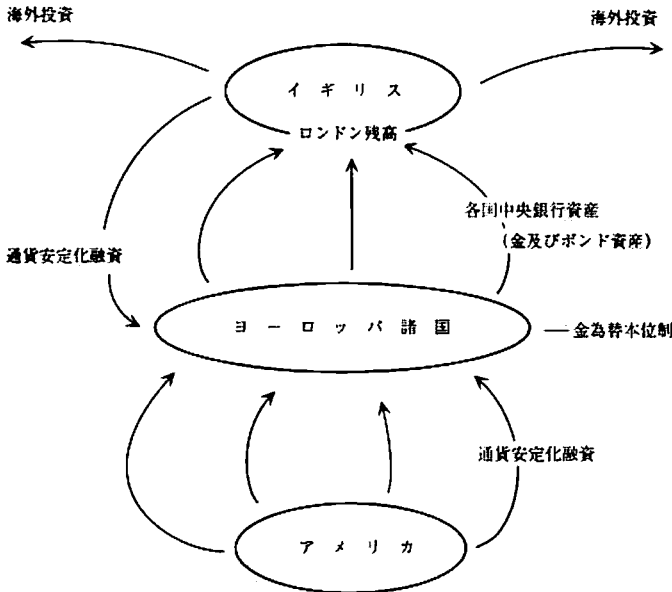 海外投資
海外投資
イギリス
ロンドン残高
各国中央銀行資産
(金及びポンド資産)
通貨安定化融資
ヨーロッパ諸国
金為替本位制
通貨安定化融資
アメリカ